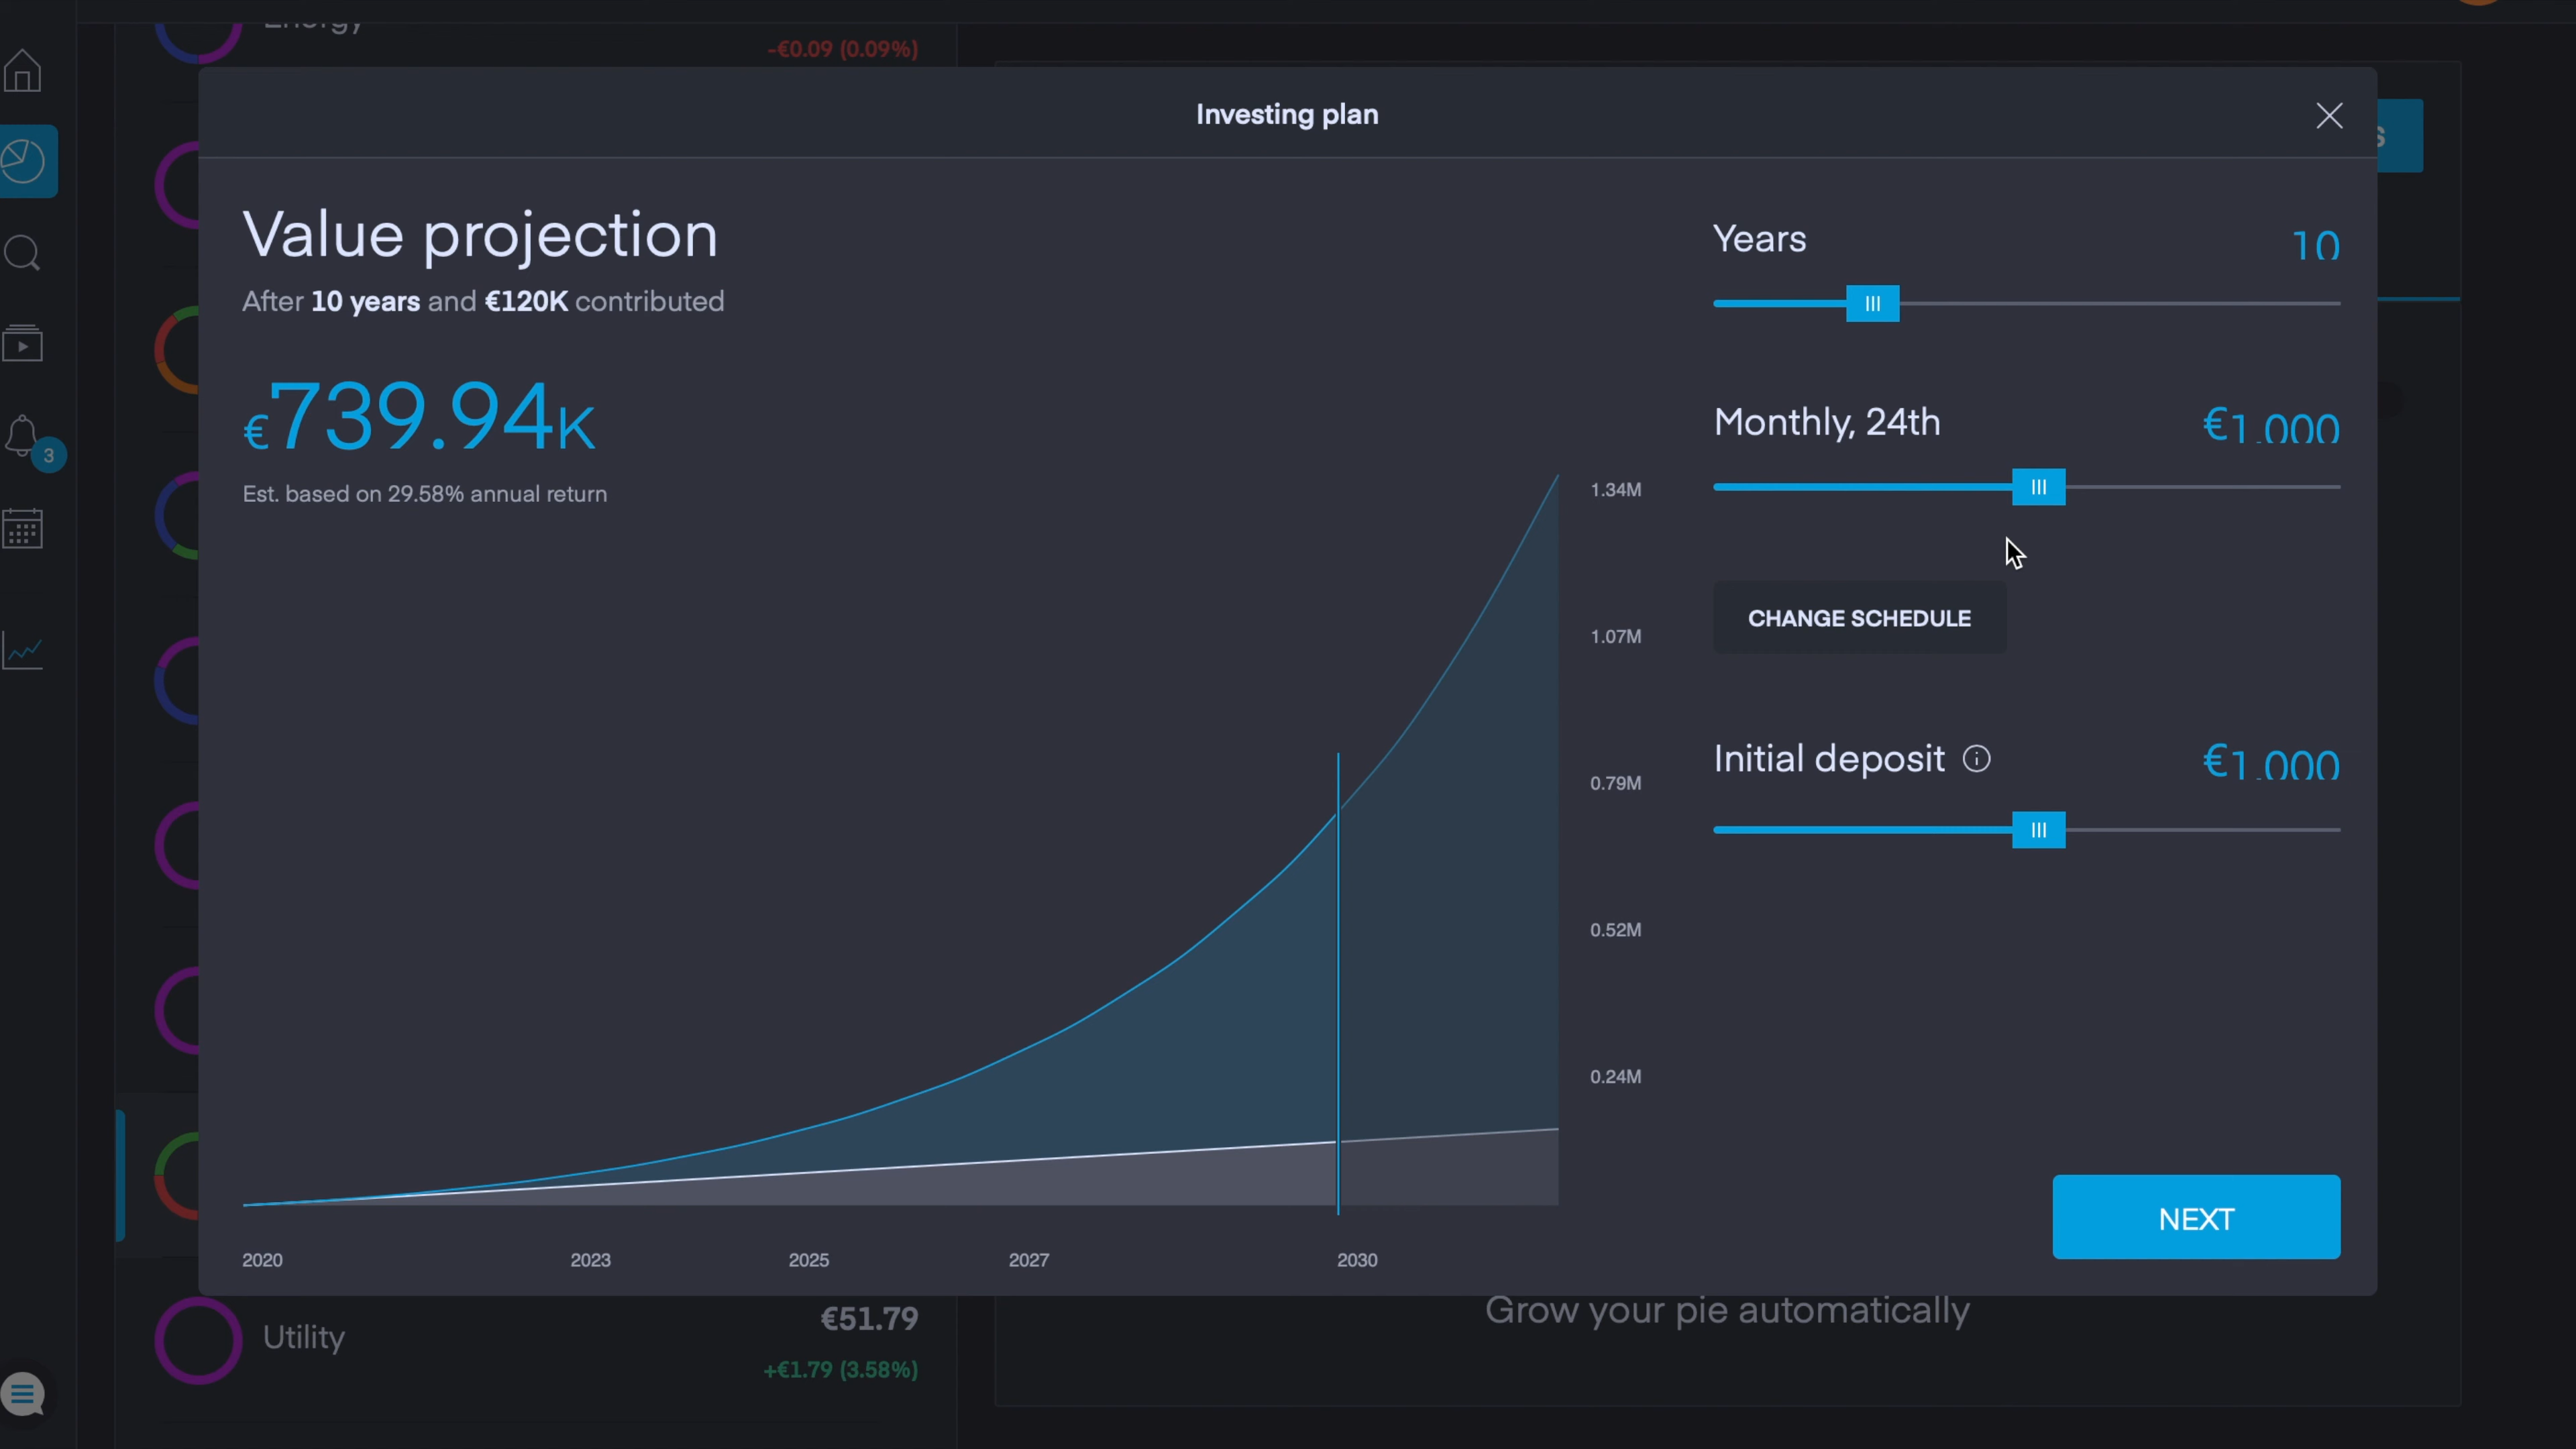 Energy
-€0.09 (0.09%)
Investing plan
Value projection
After 10 years and €120K contributed
€739.94K
Est. based on 29.58% annual return
1.34M
1.07M
0.79M
0.52M
0.24M
2020
2023
2025
2027
2030
Years
10
Monthly, 24th
€1,000
CHANGE SCHEDULE
Initial deposit
€1,000
NEXT
S
3
Utility
€51.79
+€1.79 (3.58%)
Grow your pie automatically